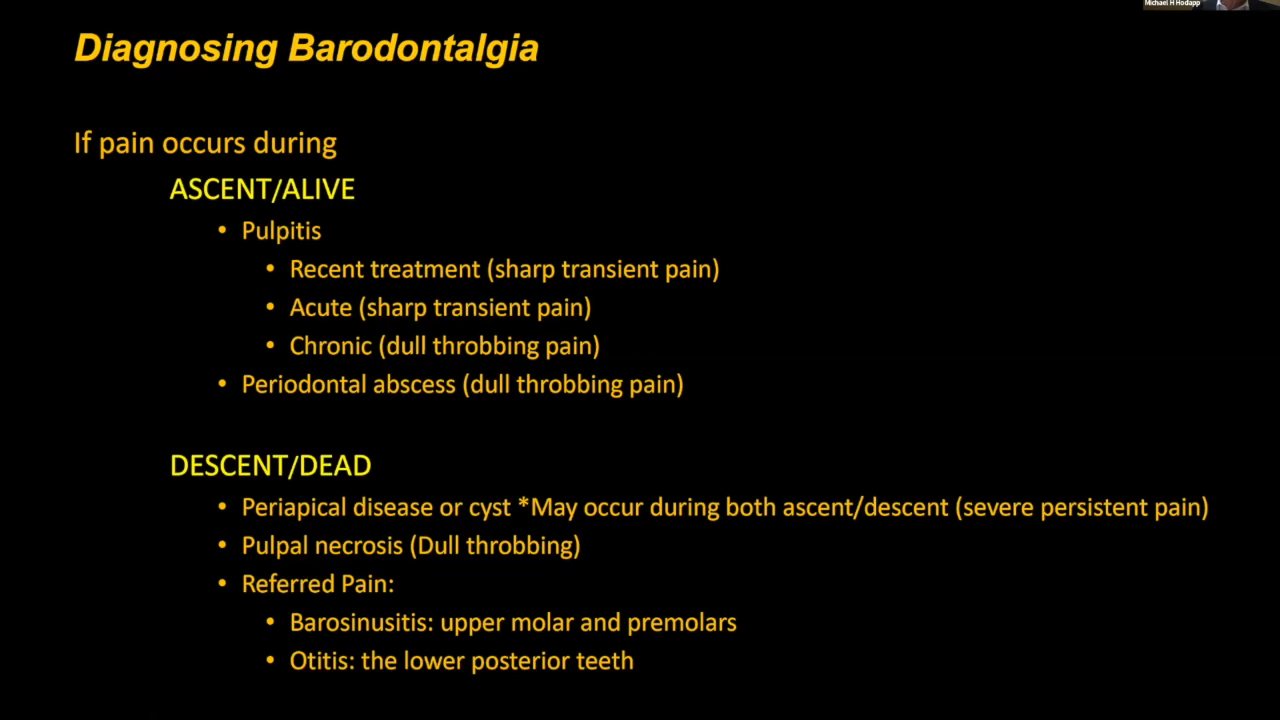 Michael H Hodapp
Diagnosing Barodontalgia
If pain occurs during
ASCENT/ALIVE
• Pulpitis
• Recent treatment (sharp transient pain)
• Acute (sharp transient pain)
• Chronic (dull throbbing pain)
• Periodontal abscess (dull throbbing pain)
DESCENT/DEAD
• Periapical disease or cyst *May occur during both ascent/descent (severe persistent pain)
• Pulpal necrosis (Dull throbbing)
• Referred Pain:
• Barosinusitis: upper molar and premolars
• Otitis: the lower posterior teeth